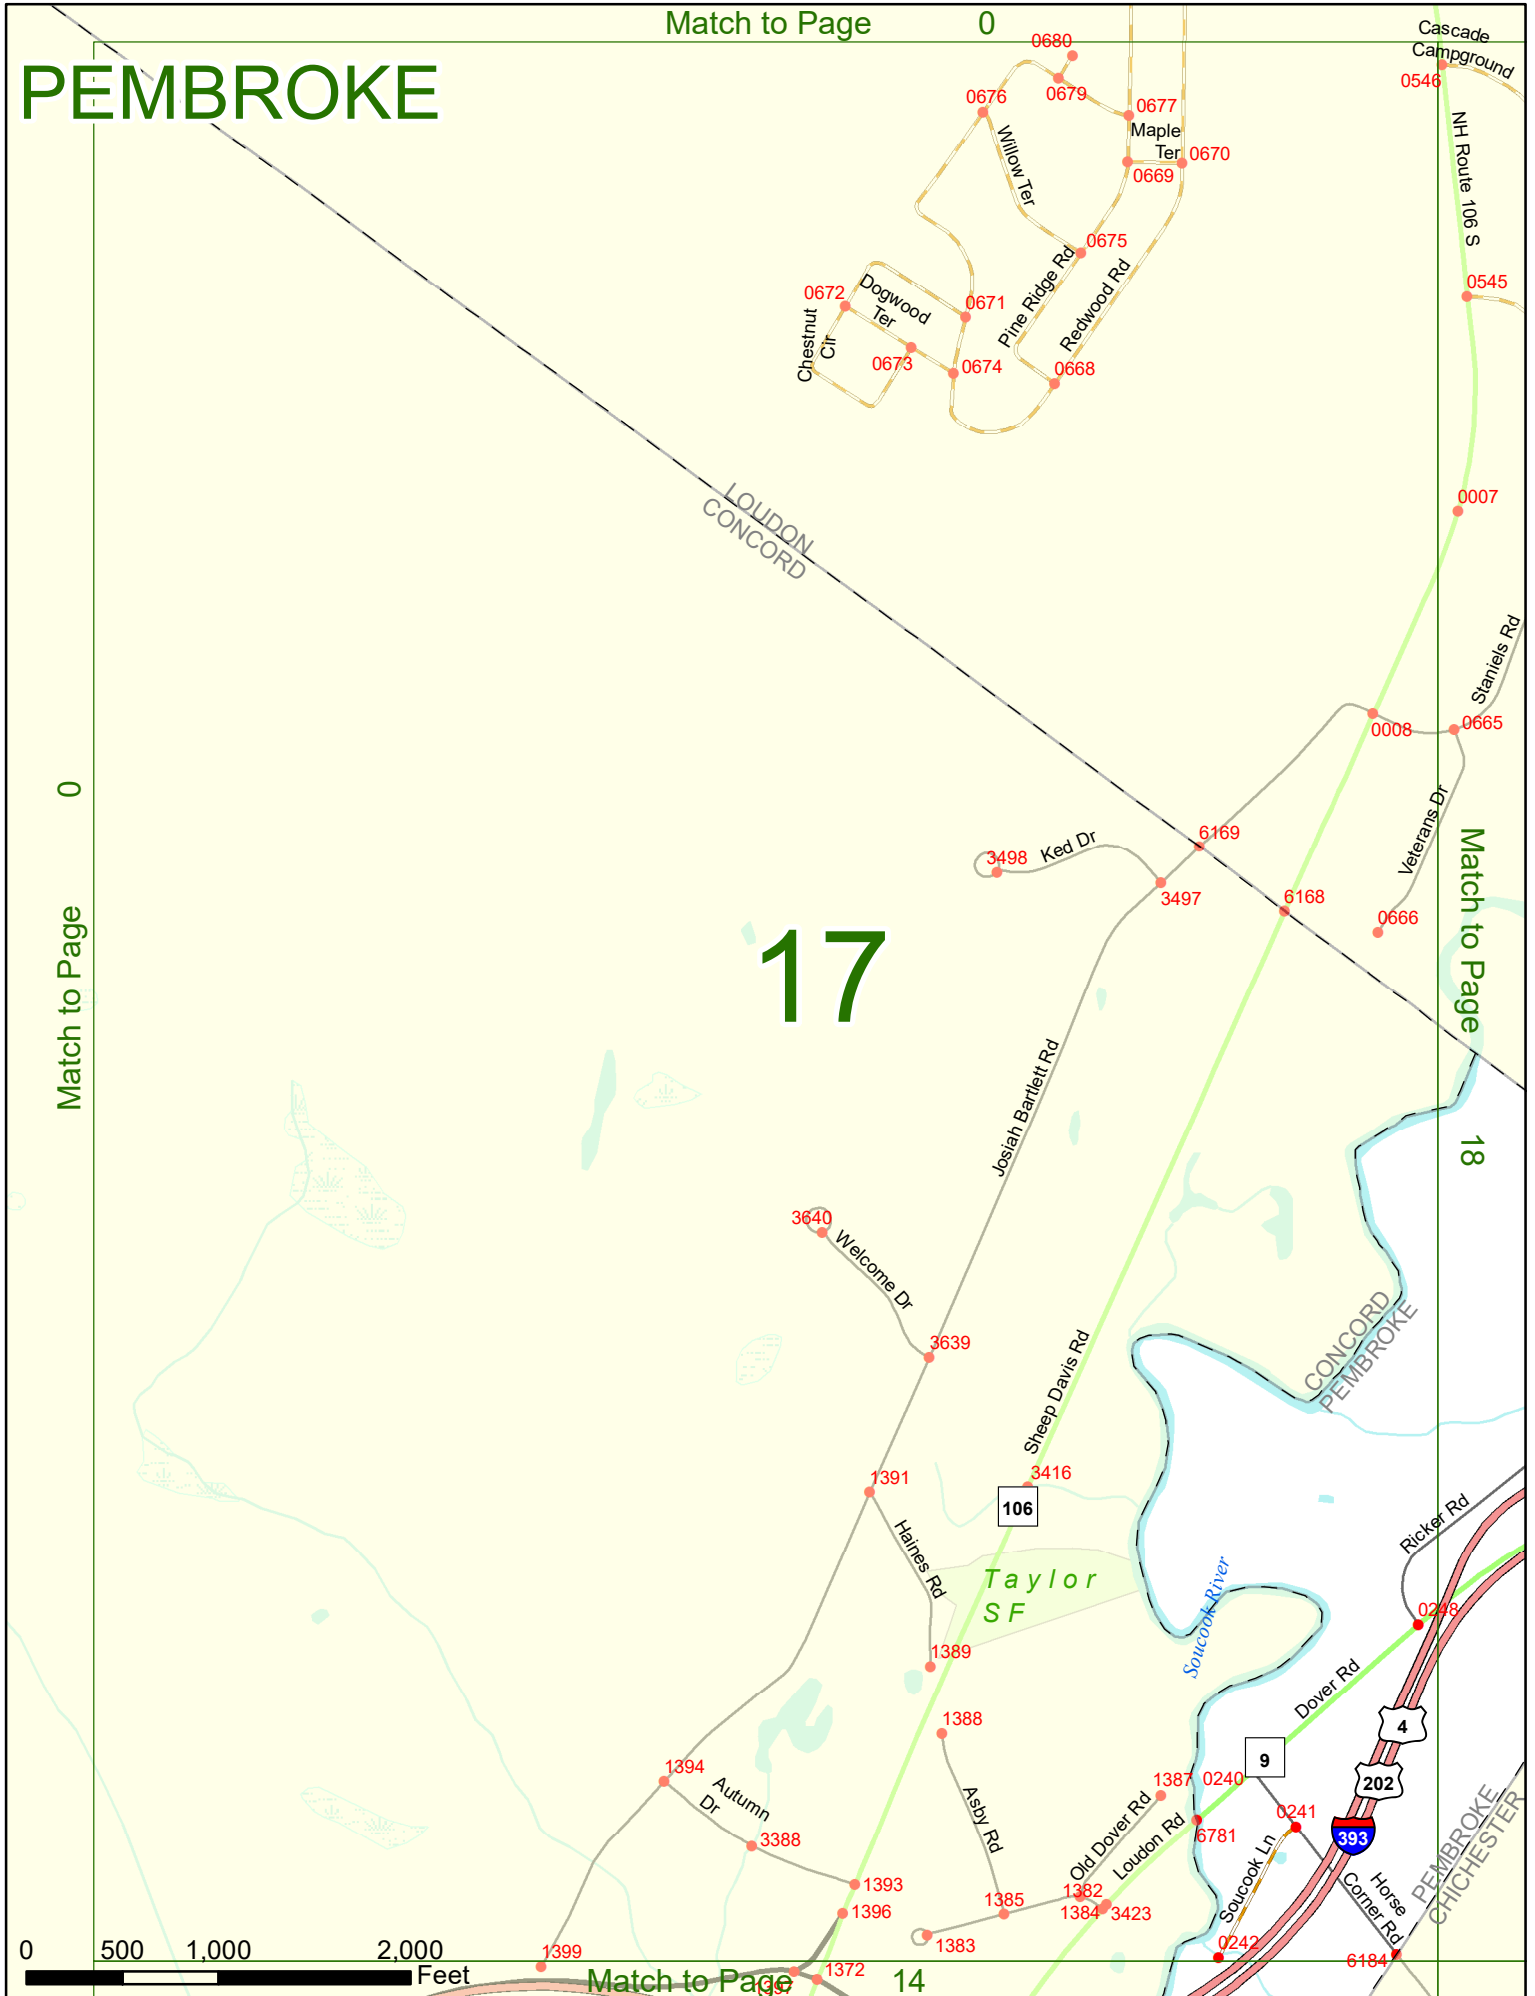 Match to Page 0
PEMBROKE
Cascade
Campground
0546
0680
0679
0676
0677
Maple
Ter
0670
0669
Willow Ter
NH Route 106 S
0675
0545
Pine Ridge Rd
Redwood Rd
0672
Dogwood
Ter
0671
Chestnut
Cir
0673
0674
0668
LOUDON
CONCORD
0007
Staniels Rd
0008
0665
Veterans Dr
0
Match to Page
Match to Page
18
6169
Ked Dr
3498
3497
6168
0666
17
Josiah Bartlett Rd
3640
Welcome Dr
3639
CONCORD
PEMBROKE
Sheep Davis Rd
1391
3416
106
Haines Rd
Taylor
SF
Soucook River
Ricker Rd
0248
1389
Dover Rd
1388
4
9
202
393
1394
Autumn
Dr
1387
0240
0241
6781
Asby Rd
Old Dover Rd
Loudon Rd
3388
Soucook Ln
Horse
Corner Rd
PEMBROKE
CHICHESTER
1393
1396
1385
1382
1384
3423
1383
0242
6184
1399
0 500 1,000 2,000
Feet
1397
1372
Match to Page 14